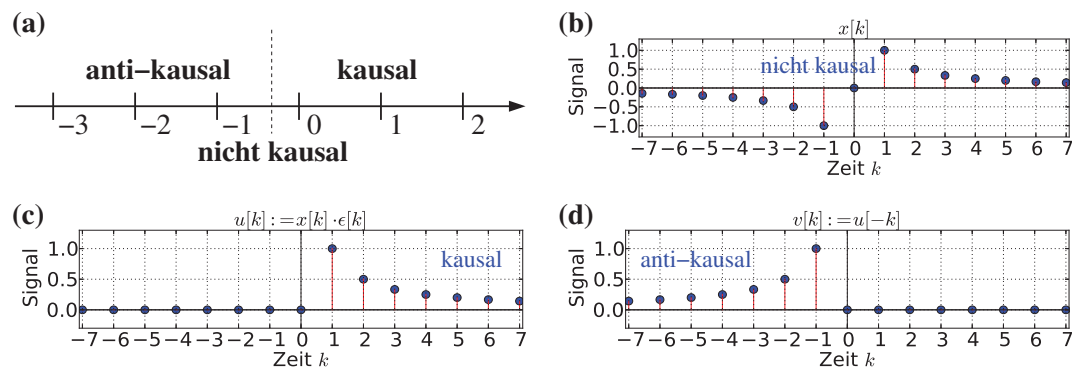 (a)
anti−kausal kausal
−3 −2 −1 0 1 2
nicht kausal
(b)
x[k]
nicht kausal
Signal
1.0
0.5
0.0
−0.5
−1.0
−7 −6 −5 −4 −3 −2 −1 0 1 2 3 4 5 6 7
Zeit k
(c)
u[k] :=x[k] ·ϵ[k]
kausal
Signal
1.0
0.5
0.0
−7 −6 −5 −4 −3 −2 −1 0 1 2 3 4 5 6 7
Zeit k
(d)
v[k] :=u[−k]
anti−kausal
Signal
1.0
0.5
0.0
−7 −6 −5 −4 −3 −2 −1 0 1 2 3 4 5 6 7
Zeit k